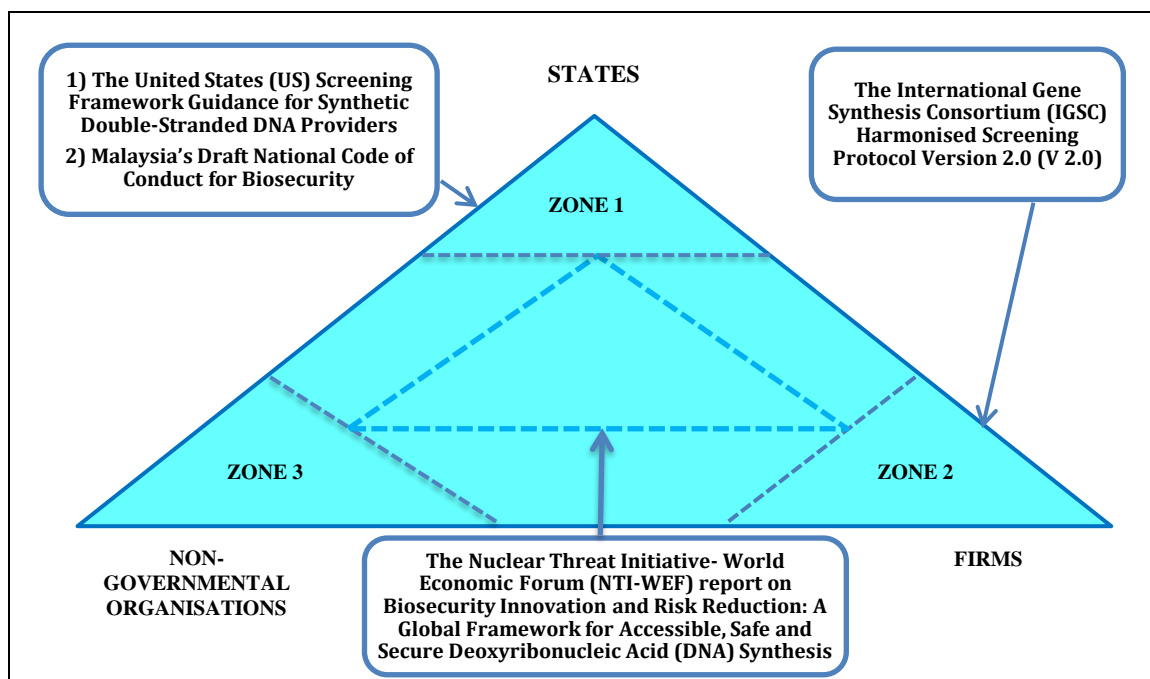 1) The United States (US) Screening
Framework Guidance for Synthetic
Double-Stranded DNA Providers
2) Malaysia's Draft National Code of
Conduct for Biosecurity
STATES
The International Gene
Synthesis Consortium (IGSC)
Harmonised Screening
Protocol Version 2.0 (V 2.0)
ZONE 1
ZONE 3
ZONE 2
NON-
GOVERNMENTAL
ORGANISATIONS
The Nuclear Threat Initiative- World
Economic Forum (NTI-WEF) report on
Biosecurity Innovation and Risk Reduction: A
Global Framework for Accessible, Safe and
Secure Deoxyribonucleic Acid (DNA) Synthesis
FIRMS